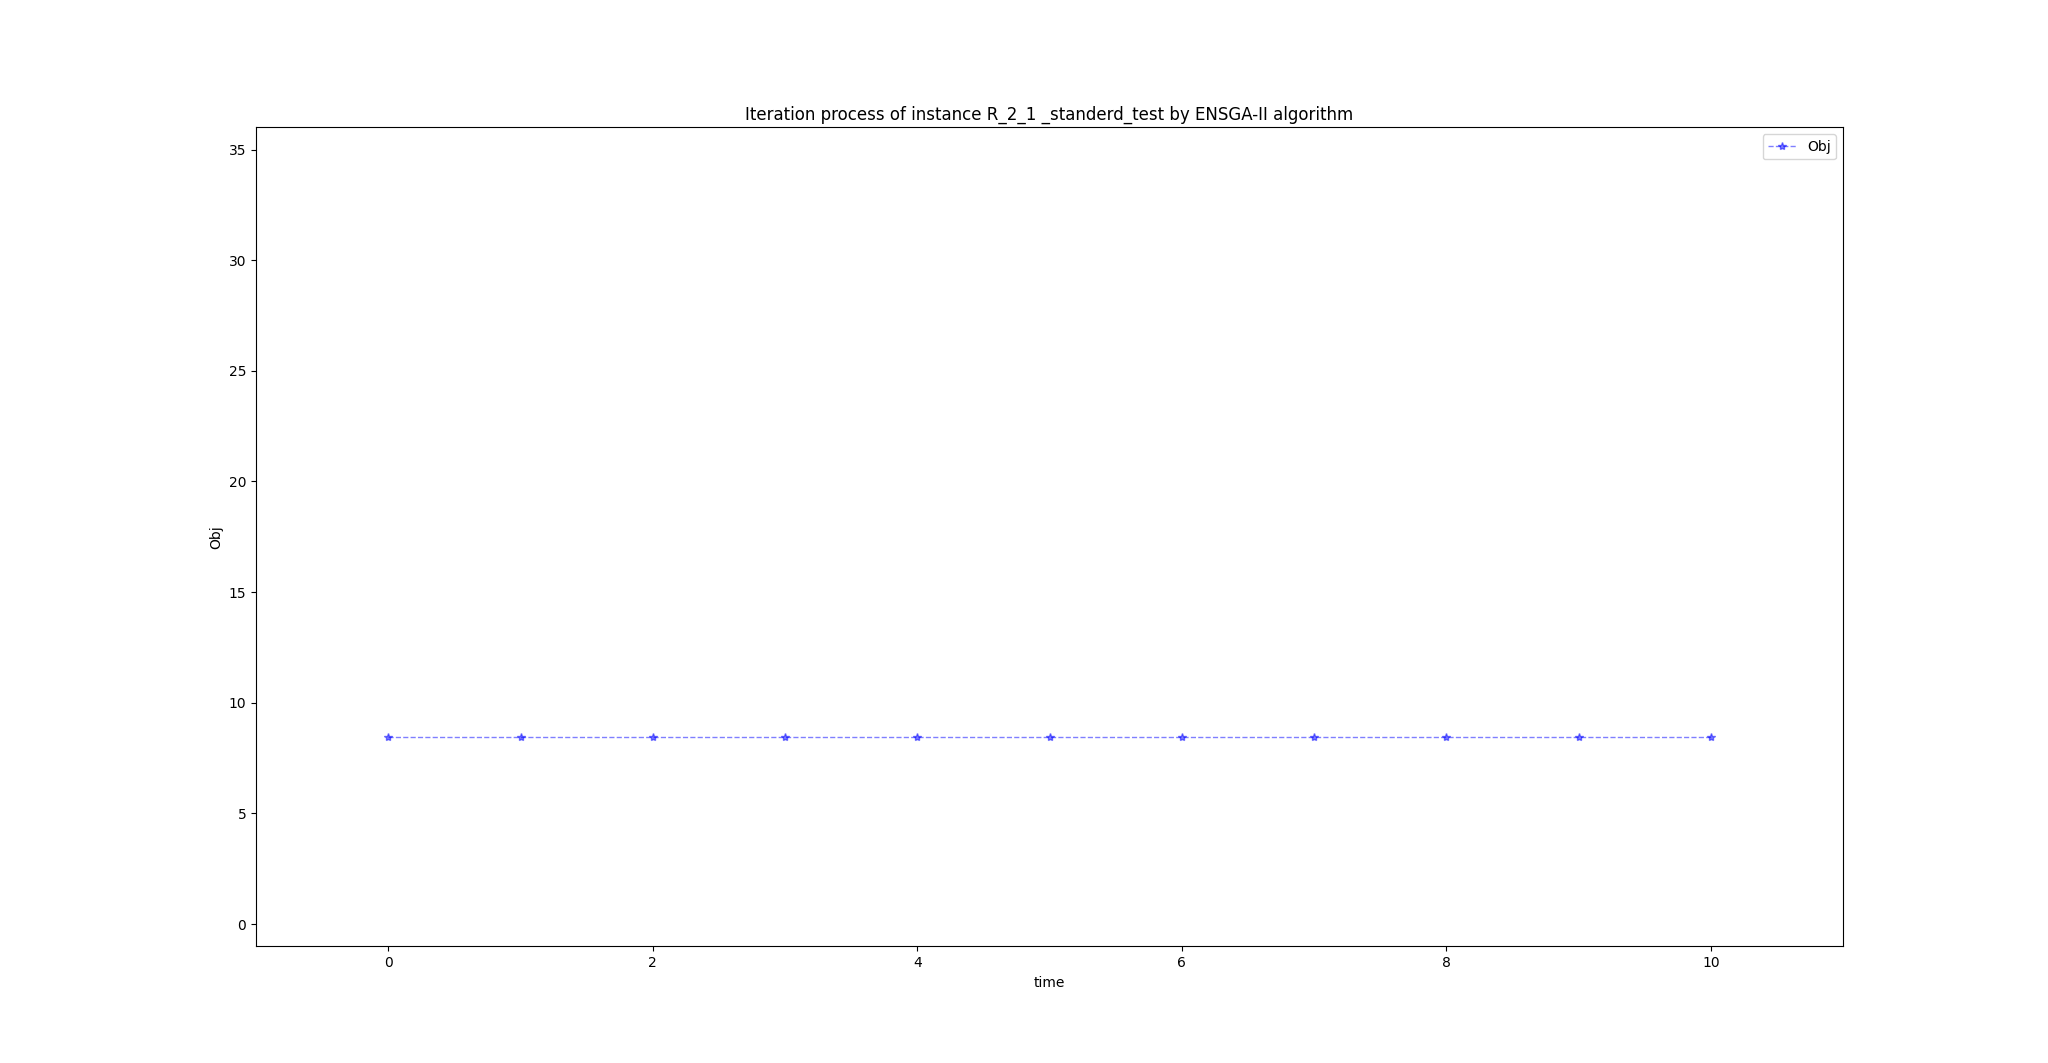 Iteration process of instance R_2_1 _standerd_test by ENSGA-II algorithm
Obj
35
30
25
20
15
10
5
0
Obj
0 2 4 6 8 10
time